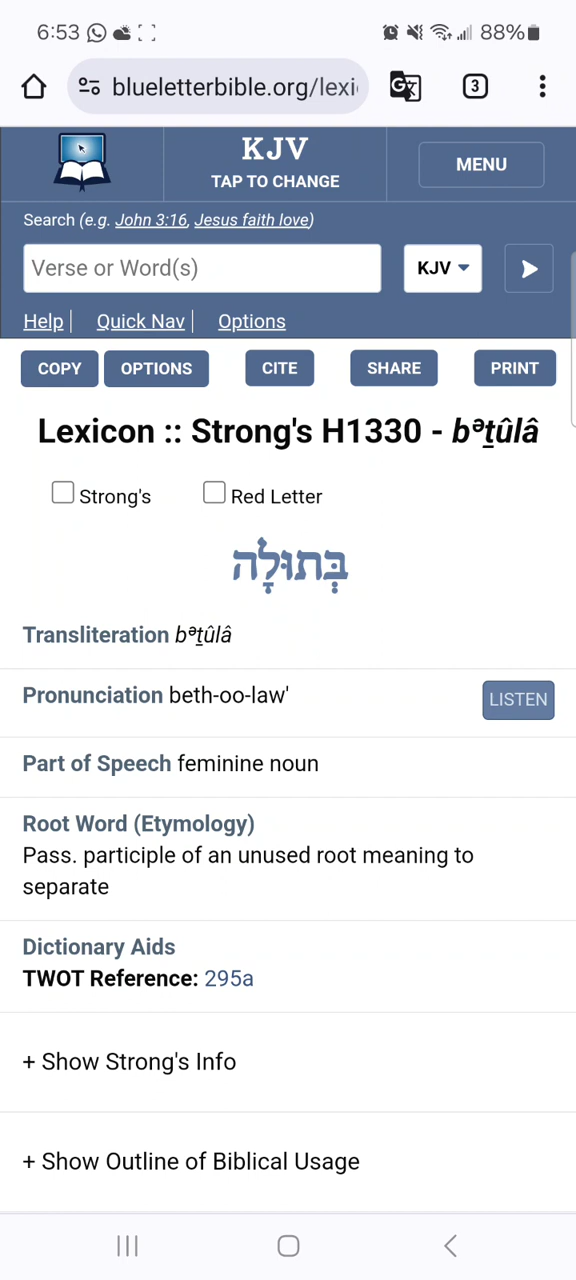 6:53 88%
blueletterbible.org/lexi 3
KJV
TAP TO CHANGE
MENU
Search (e.g. John 3:16, Jesus faith love)
Verse or Word(s) KJV
Help Quick Nav Options
COPY OPTIONS CITE SHARE PRINT
Lexicon :: Strong's H1330 - bᵊṯûlâ
Strong's Red Letter
בְּתוּלָה
Transliteration bᵊṯûlâ
Pronunciation beth-oo-law' LISTEN
Part of Speech feminine noun
Root Word (Etymology)
Pass. participle of an unused root meaning to
separate
Dictionary Aids
TWOT Reference: 295a
+ Show Strong's Info
+ Show Outline of Biblical Usage